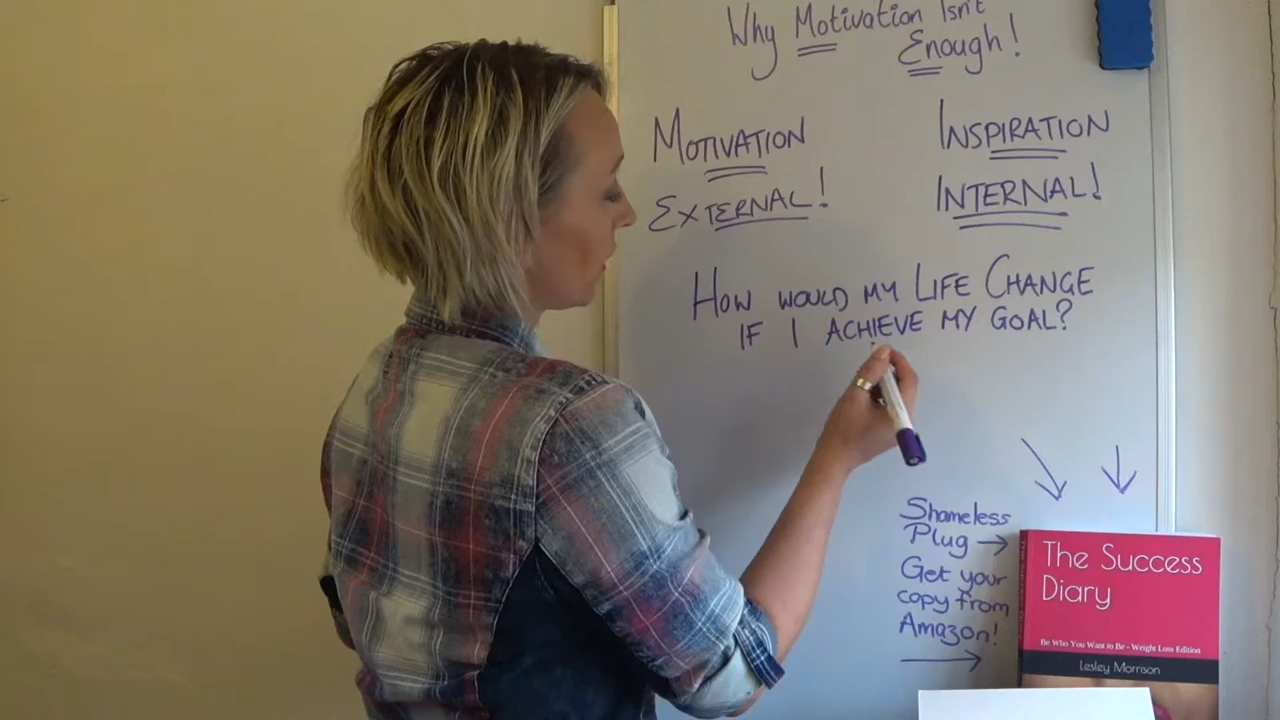 Why Motivation Isn't
Enough!
MOTIVATION
EXTERNAL!
INSPIRATION
INTERNAL!
HOW WOULD MY LIFE CHANGE
IF I ACHIEVE MY GOAL?
Shameless
Plug →
Get your
copy from
Amazon!
The Success
Diary
Be Who You Want to Be - Weight Loss Edition
Lesley Morrison